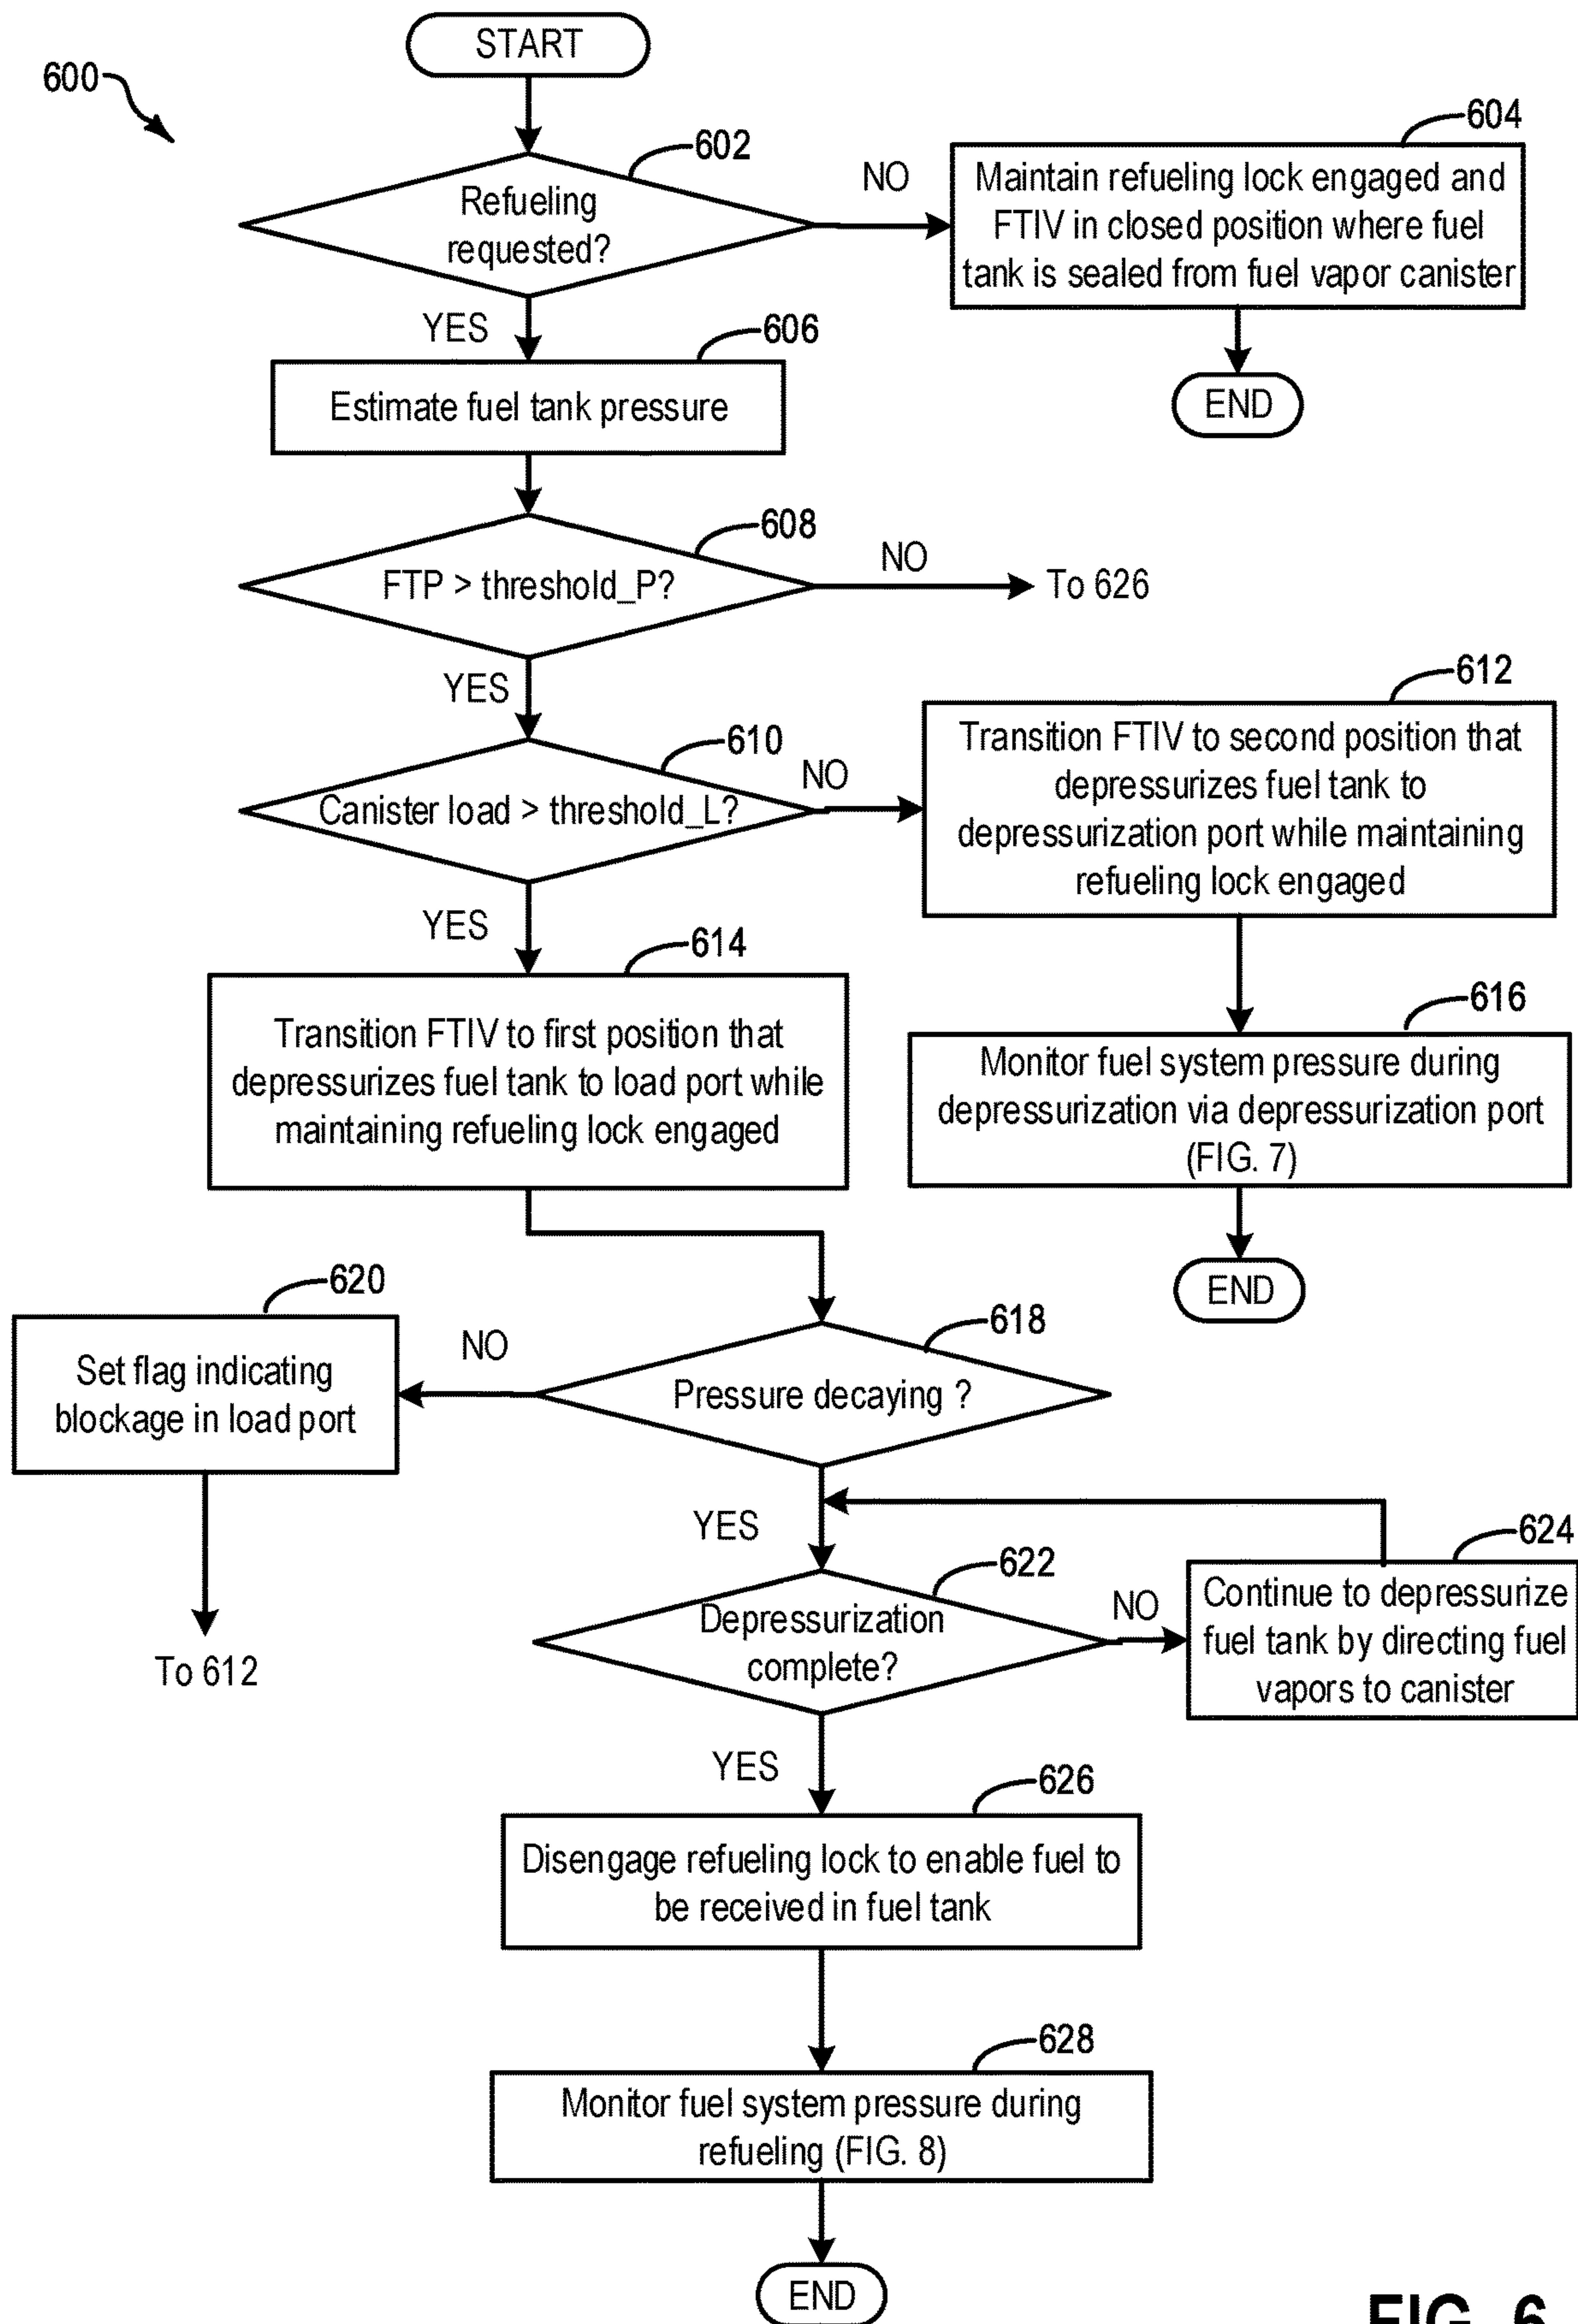 START
600
602
Refueling
requested?
NO
604
Maintain refueling lock engaged and
FTIV in closed position where fuel
tank is sealed from fuel vapor canister
END
YES
606
Estimate fuel tank pressure
608
FTP > threshold_P?
NO
To 626
YES
610
Canister load > threshold_L?
NO
612
Transition FTIV to second position that
depressurizes fuel tank to
depressurization port while maintaining
refueling lock engaged
YES
614
Transition FTIV to first position that
depressurizes fuel tank to load port while
maintaining refueling lock engaged
616
Monitor fuel system pressure during
depressurization via depressurization port
(FIG. 7)
END
618
Pressure decaying ?
NO
620
Set flag indicating
blockage in load port
To 612
YES
622
Depressurization
complete?
NO
624
Continue to depressurize
fuel tank by directing fuel
vapors to canister
YES
626
Disengage refueling lock to enable fuel to
be received in fuel tank
628
Monitor fuel system pressure during
refueling (FIG. 8)
END
FIG. 6